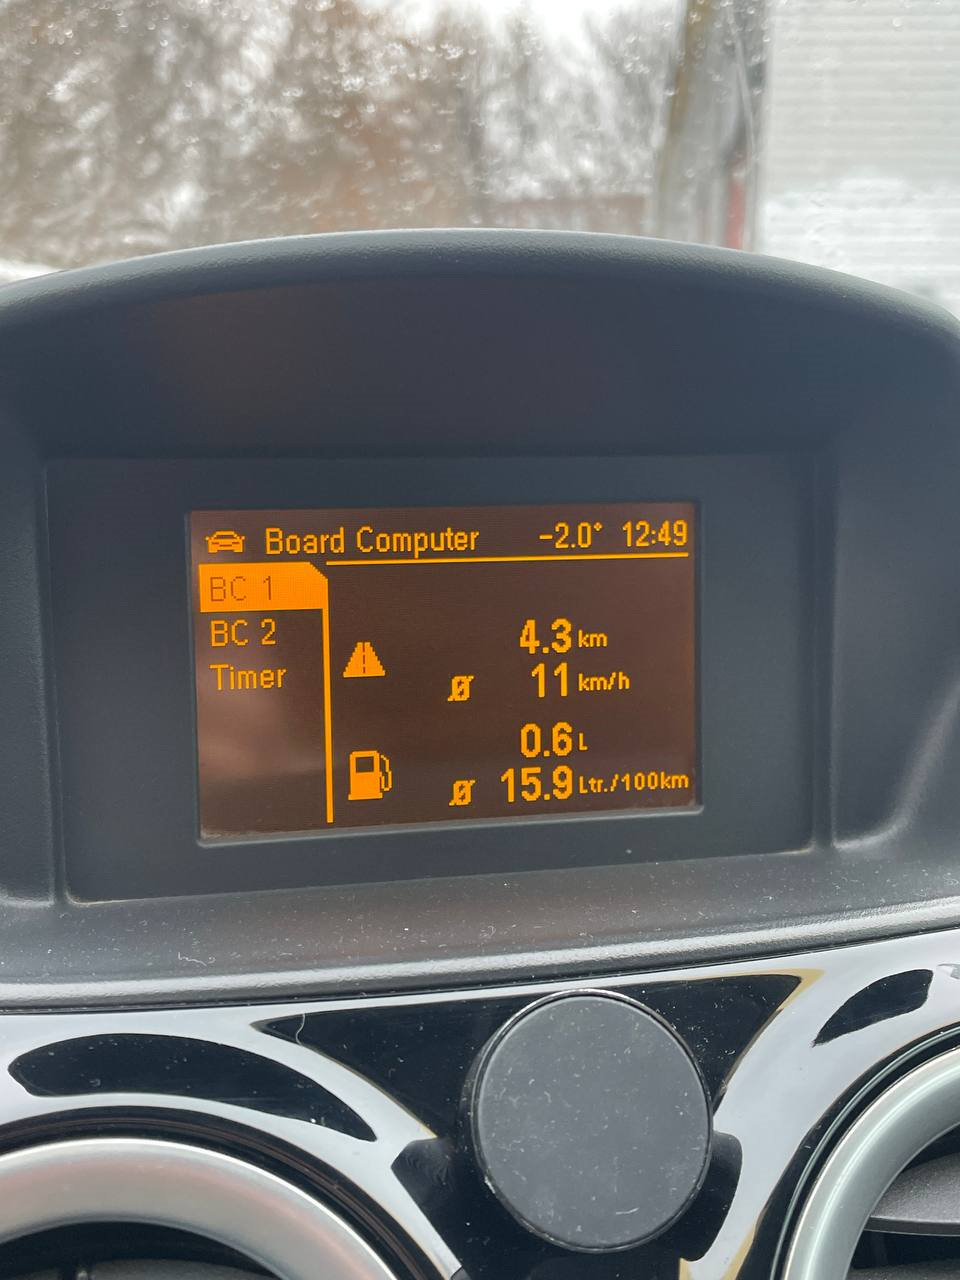 Board Computer -2.0° 12:49
BC 1
BC 2
Timer
4.3 km
Ø 11 km/h
0.6 L
Ø 15.9 Ltr./100km